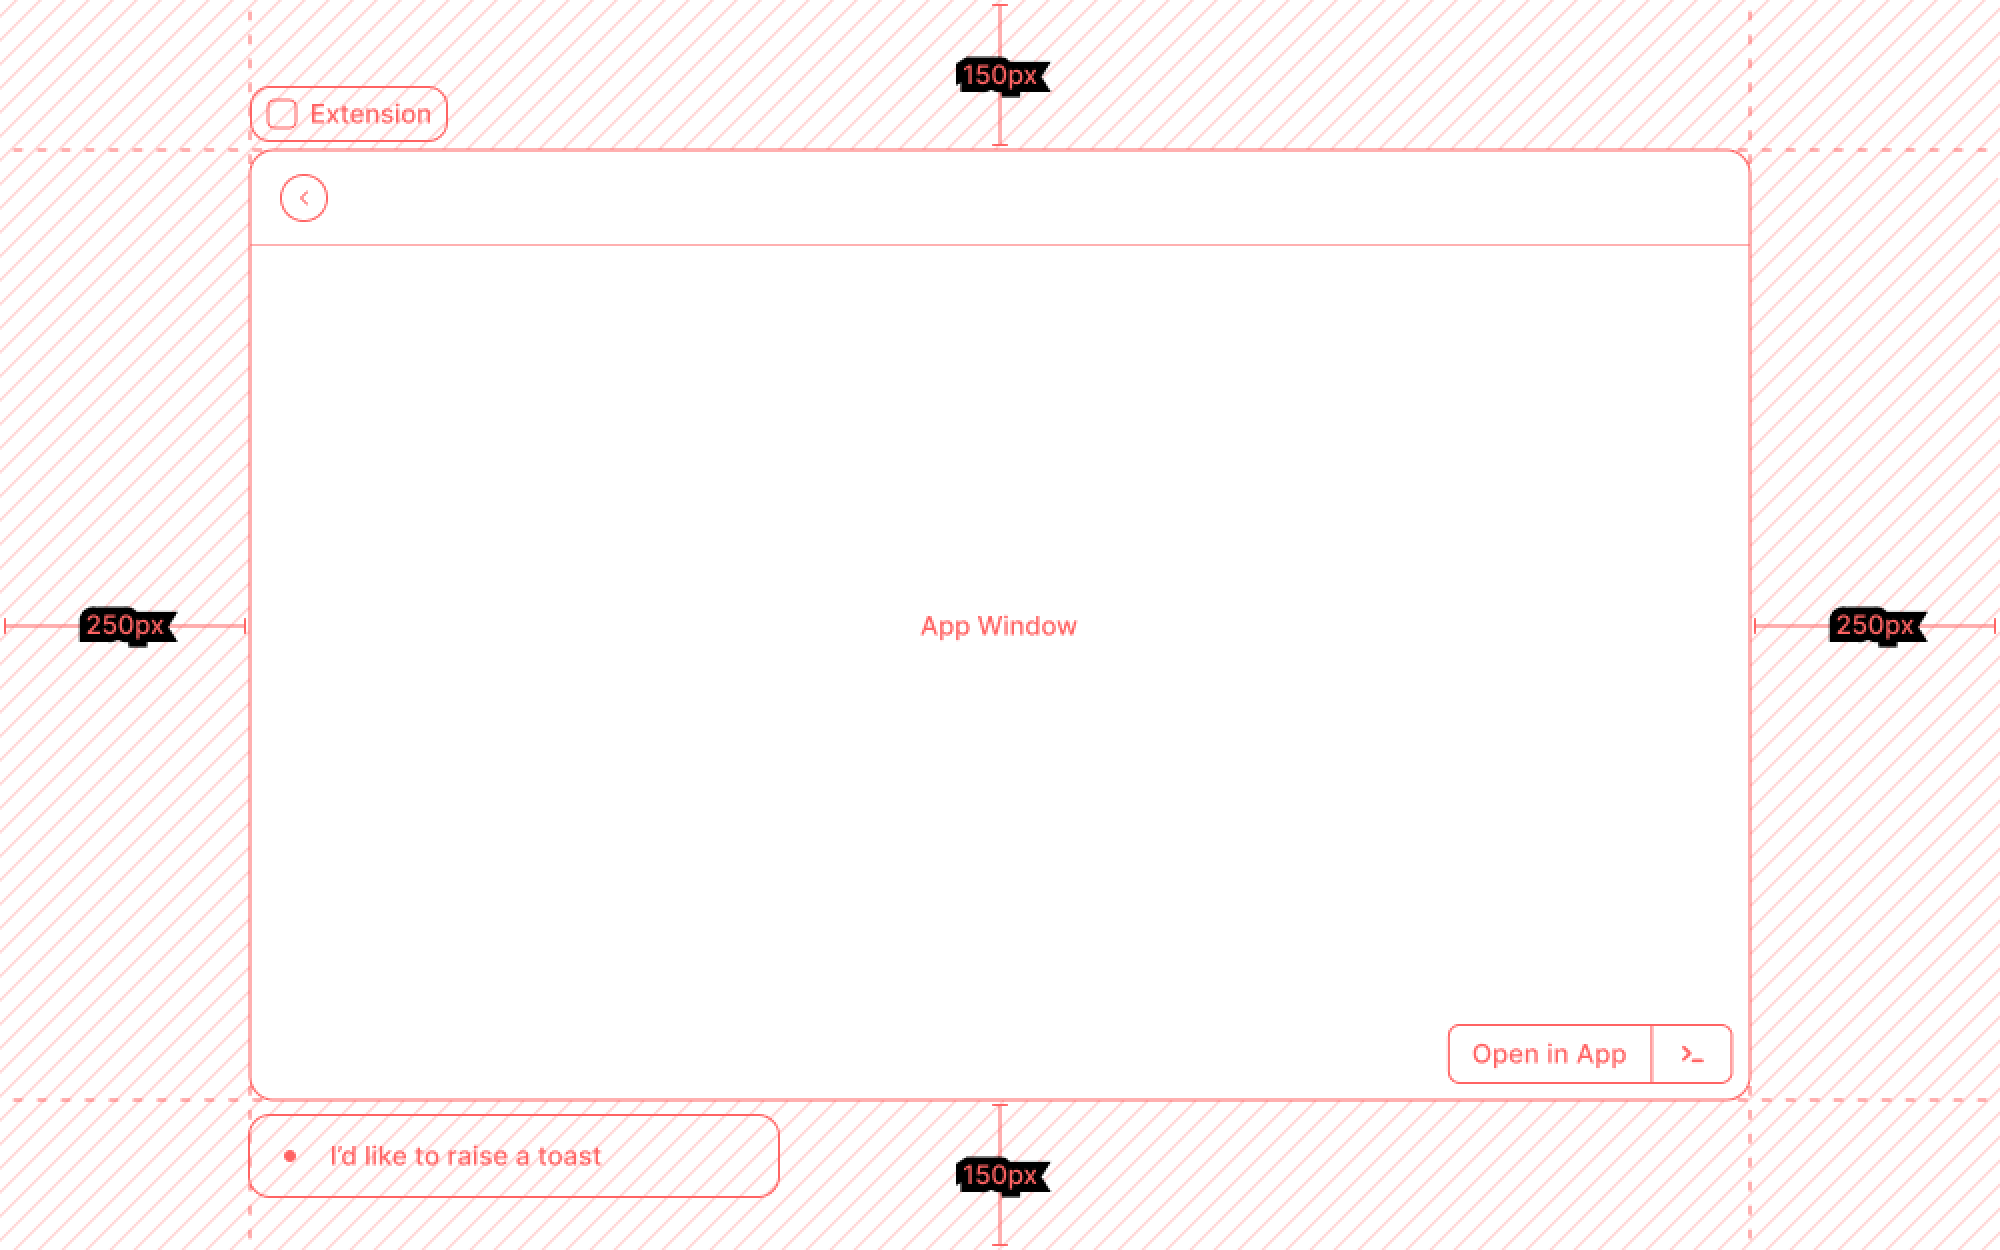 150px
Extension
250px
App Window
250px
Open in App
I'd like to raise a toast
150px